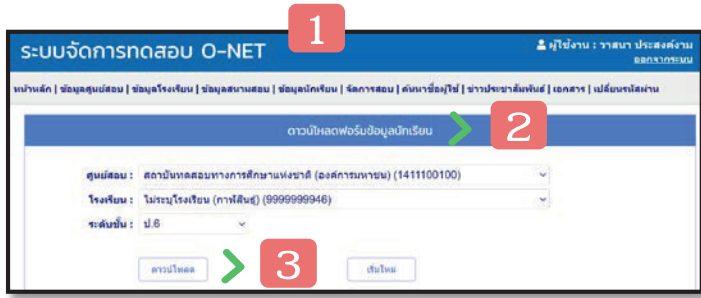 1
ระบบจัดการทดสอบ O-NET
ผู้ใช้งาน : วาสนา ประสงค์งาม
ออกจากระบบ
หน้าหลัก | ข้อมูลศูนย์สอบ | ข้อมูลโรงเรียน | ข้อมูลสนามสอบ | ข้อมูลนักเรียน | จัดการสอบ | ค้นหาชื่อผู้ใช้ | ข่าวประชาสัมพันธ์ | เอกสาร | เปลี่ยนรหัสผ่าน
ดาวน์โหลดฟอร์มข้อมูลนักเรียน 2
ศูนย์สอบ : สถาบันทดสอบทางการศึกษาแห่งชาติ (องค์การมหาชน) (1411100100)
โรงเรียน : ไม่ระบุโรงเรียน (กาฬสินธุ์) (9999999946)
ระดับชั้น : ป.6
ดาวน์โหลด 3 เริ่มใหม่